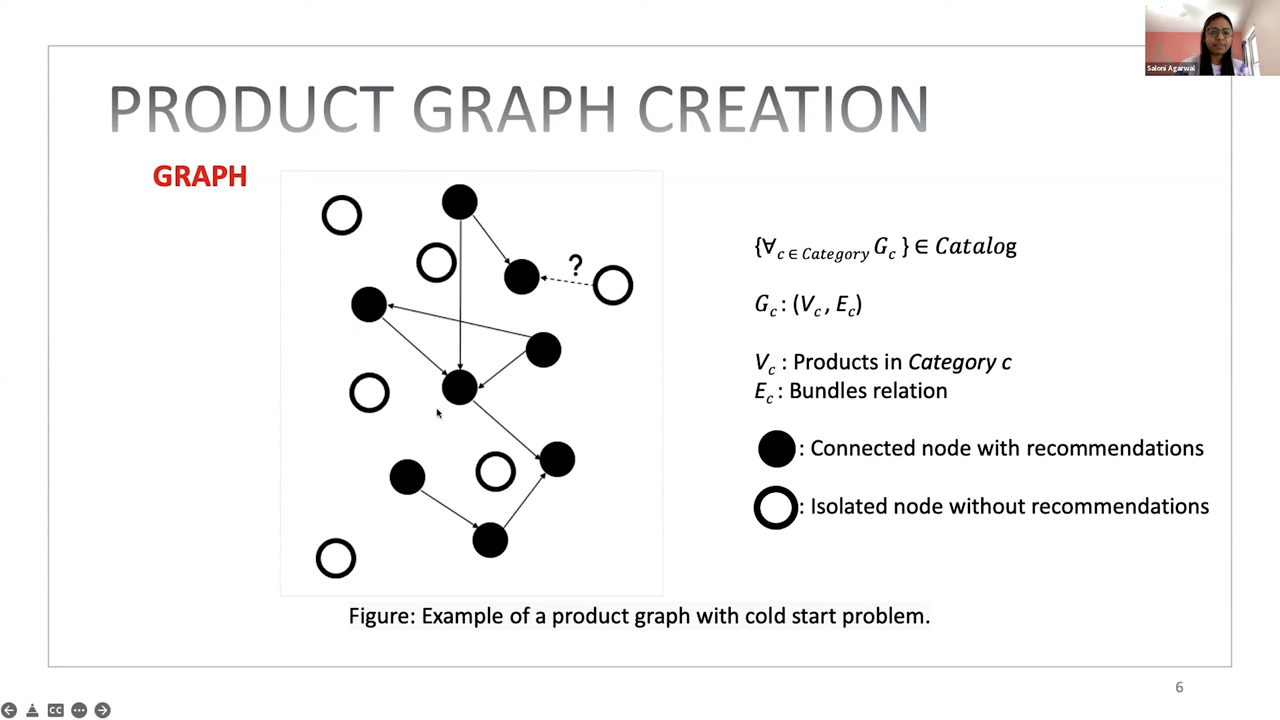 Saloni Agarwal
PRODUCT GRAPH CREATION
GRAPH
?
{∀c ∈ Category Gc } ∈ Catalog
Gc : (Vc , Ec)
Vc : Products in Category c
Ec : Bundles relation
: Connected node with recommendations
: Isolated node without recommendations
Figure: Example of a product graph with cold start problem.
6
CC